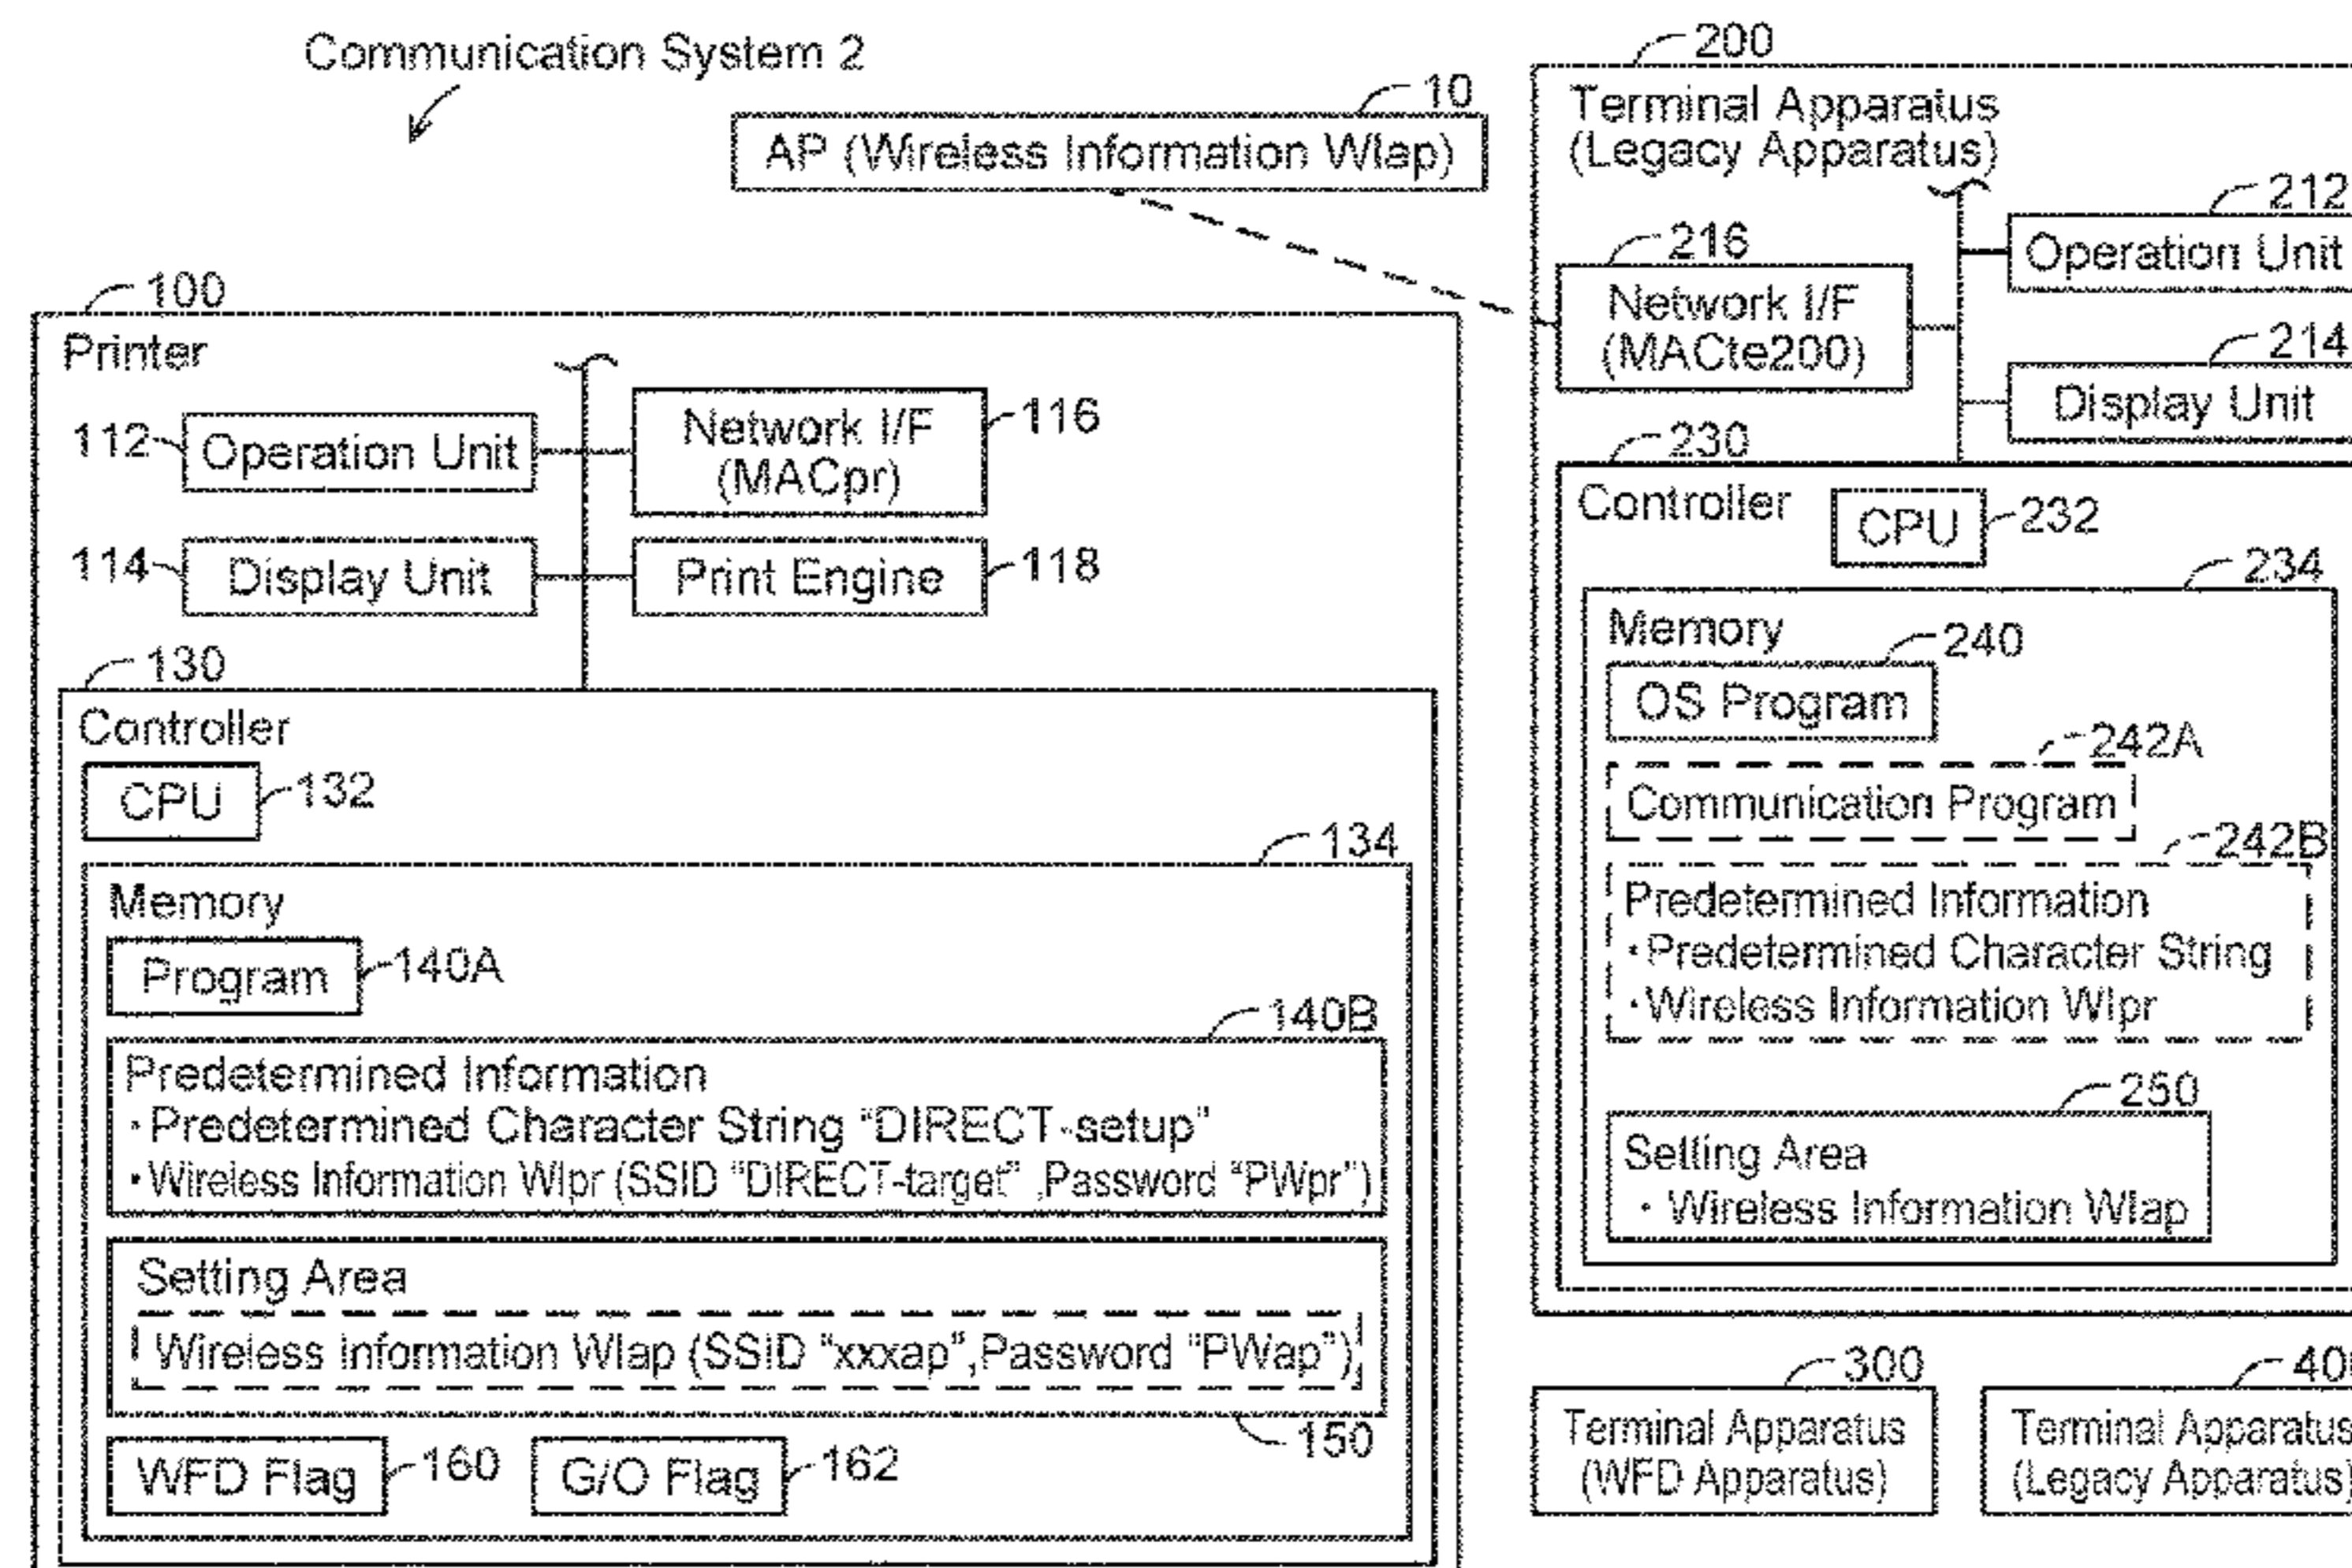 Communication System 2
10
AP (Wireless Information WIap)
100
Printer
112
Operation Unit
Network I/F
(MACpr)
116
114
Display Unit
Print Engine
118
130
Controller
CPU
132
134
Memory
Program
140A
140B
Predetermined Information
・Predetermined Character String "DIRECT-setup"
・Wireless Information WIpr (SSID "DIRECT-target" ,Password "PWpr")
Setting Area
Wireless Information WIap (SSID "xxxap",Password "PWap")
150
WFD Flag
160
G/O Flag
162
200
Terminal Apparatus
(Legacy Apparatus)
212
Operation Unit
216
Network I/F
(MACte200)
214
Display Unit
230
Controller
CPU
232
234
Memory
240
OS Program
242A
Communication Program
242B
Predetermined Information
・Predetermined Character String
・Wireless Information WIpr
250
Setting Area
・Wireless Information WIap
300
Terminal Apparatus
(WFD Apparatus)
Terminal Apparatus
(Legacy Apparatus)